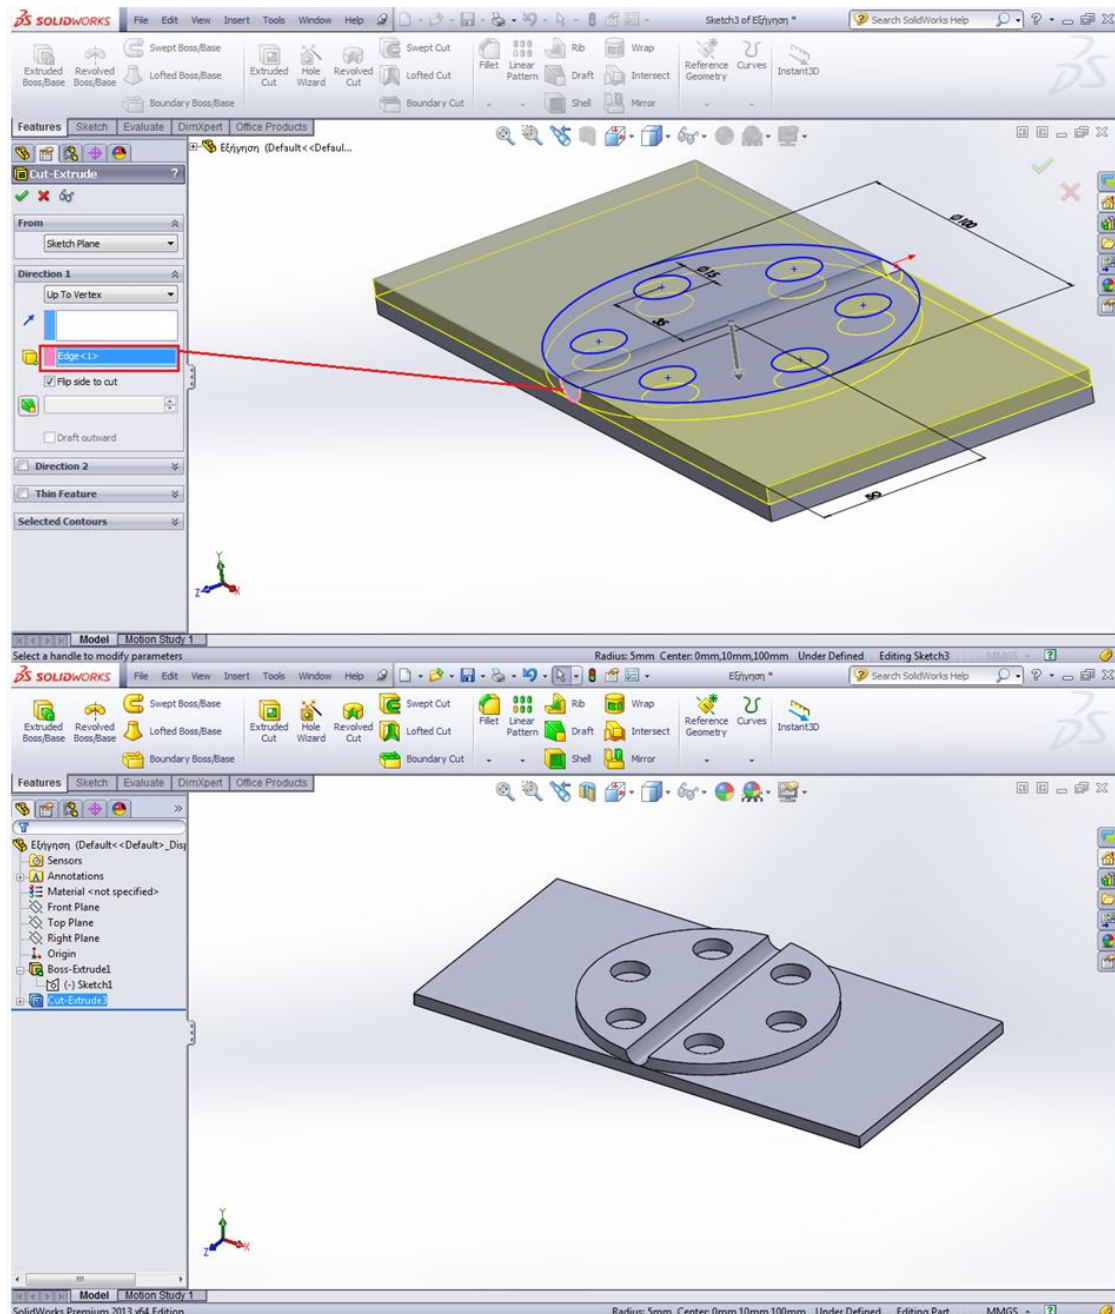 SOLIDWORKS File Edit View Insert Tools Window Help Sketch3 of Εξήγηση * Search SolidWorks Help
Extruded Boss/Base Revolved Boss/Base Swept Boss/Base Lofted Boss/Base Boundary Boss/Base Extruded Cut Hole Wizard Revolved Cut Swept Cut Lofted Cut Boundary Cut Fillet Linear Pattern Rib Draft Shell Wrap Intersect Mirror Reference Geometry Curves Instant3D
Features Sketch Evaluate DimXpert Office Products
Εξήγηση (Default<<Defaul...
Cut-Extrude ?
From
Sketch Plane
Direction 1
Up To Vertex
Edge<1>
Flip side to cut
Draft outward
Direction 2
Thin Feature
Selected Contours
Ø100
Ø15
35
Y
Z X
Model Motion Study 1
Select a handle to modify parameters Radius: 5mm Center: 0mm,10mm,100mm Under Defined Editing Sketch3 MMGS
SOLIDWORKS File Edit View Insert Tools Window Help Εξήγηση * Search SolidWorks Help
Extruded Boss/Base Revolved Boss/Base Swept Boss/Base Lofted Boss/Base Boundary Boss/Base Extruded Cut Hole Wizard Revolved Cut Swept Cut Lofted Cut Boundary Cut Fillet Linear Pattern Rib Draft Shell Wrap Intersect Mirror Reference Geometry Curves Instant3D
Features Sketch Evaluate DimXpert Office Products
Εξήγηση (Default<<Default>_Disp
Sensors
Annotations
Material <not specified>
Front Plane
Top Plane
Right Plane
Origin
Boss-Extrude1
(-) Sketch1
Cut-Extrude3
Y
Z X
Model Motion Study 1
SolidWorks Premium 2013 x64 Edition Radius: 5mm Center: 0mm,10mm,100mm Under Defined Editing Part MMGS